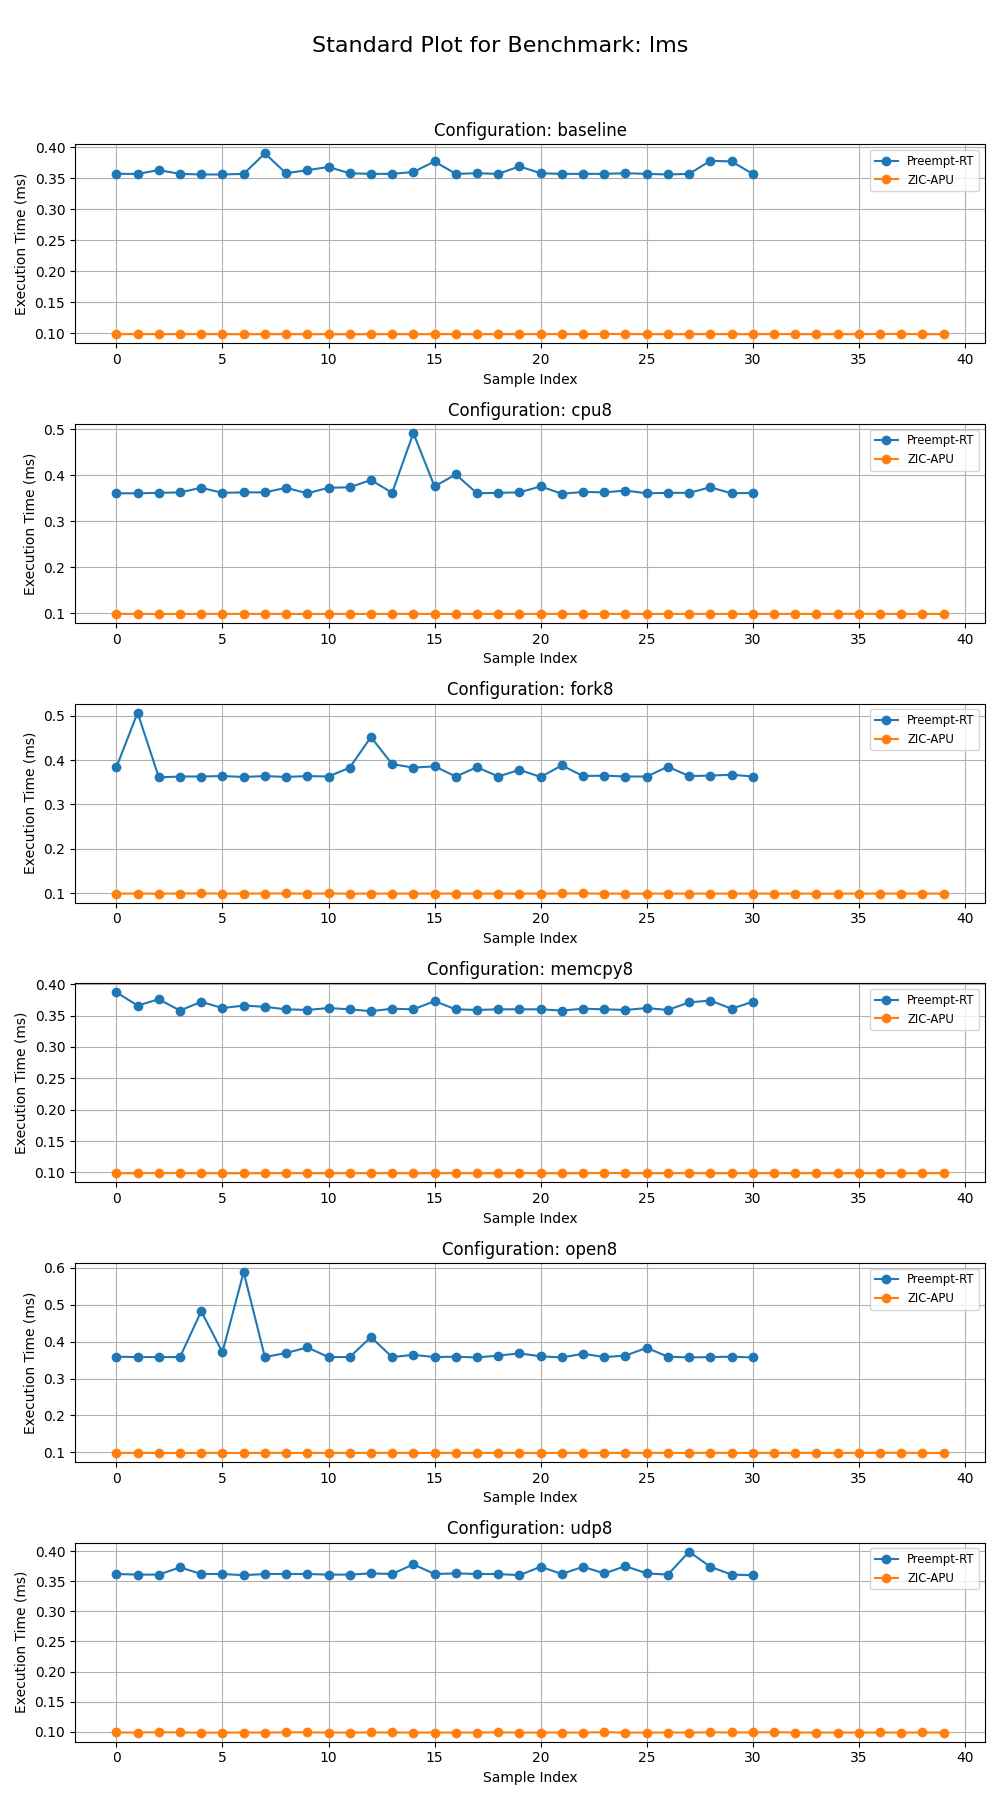 Standard Plot for Benchmark: lms
Configuration: baseline
0.40
0.35
0.30
0.25
0.20
0.15
0.10
Execution Time (ms)
Preempt-RT
ZIC-APU
0 5 10 15 20 25 30 35 40
Sample Index
Configuration: cpu8
0.5
0.4
0.3
0.2
0.1
Execution Time (ms)
Preempt-RT
ZIC-APU
0 5 10 15 20 25 30 35 40
Sample Index
Configuration: fork8
0.5
0.4
0.3
0.2
0.1
Execution Time (ms)
Preempt-RT
ZIC-APU
0 5 10 15 20 25 30 35 40
Sample Index
Configuration: memcpy8
0.40
0.35
0.30
0.25
0.20
0.15
0.10
Execution Time (ms)
Preempt-RT
ZIC-APU
0 5 10 15 20 25 30 35 40
Sample Index
Configuration: open8
0.6
0.5
0.4
0.3
0.2
0.1
Execution Time (ms)
Preempt-RT
ZIC-APU
0 5 10 15 20 25 30 35 40
Sample Index
Configuration: udp8
0.40
0.35
0.30
0.25
0.20
0.15
0.10
Execution Time (ms)
Preempt-RT
ZIC-APU
0 5 10 15 20 25 30 35 40
Sample Index